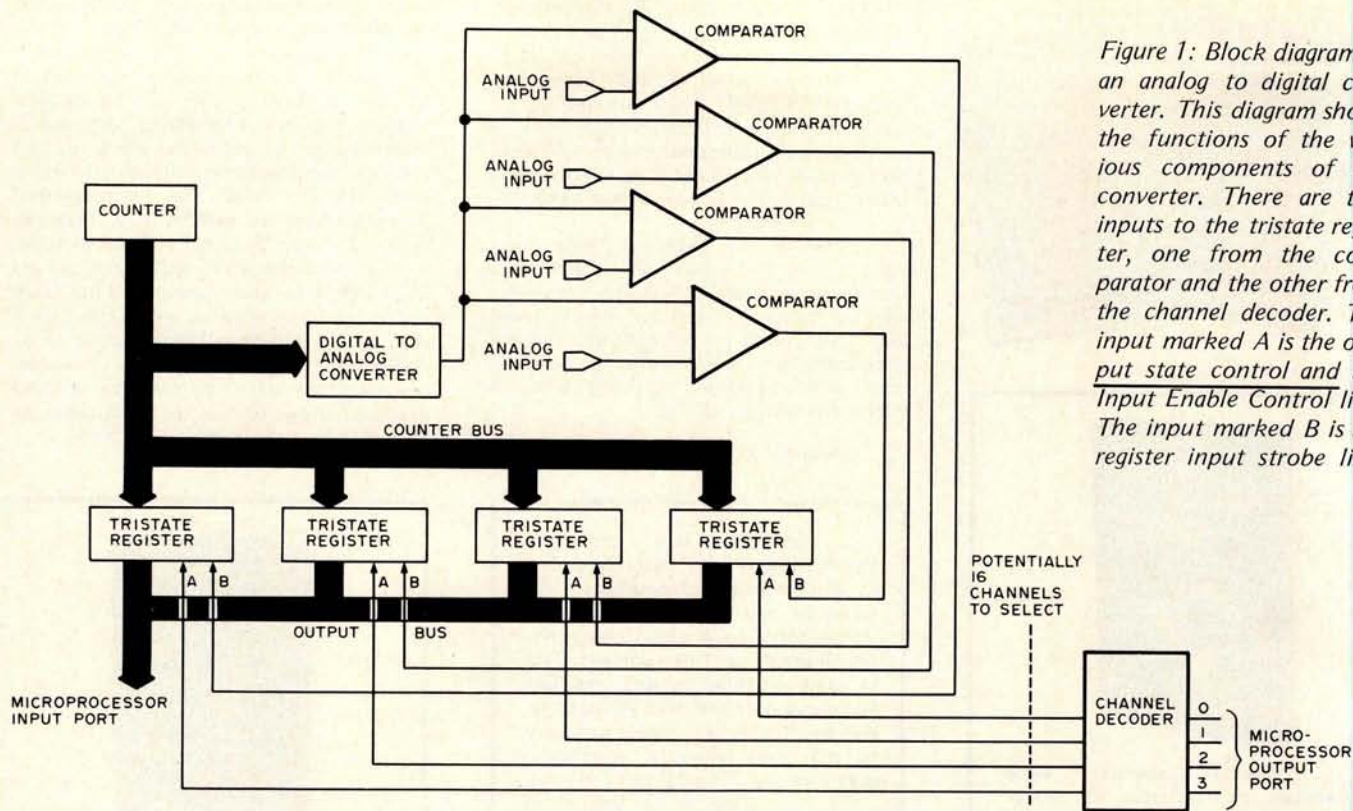 COMPARATOR
ANALOG
INPUT
COMPARATOR
ANALOG
INPUT
COMPARATOR
ANALOG
INPUT
COMPARATOR
ANALOG
INPUT
COUNTER
DIGITAL TO
ANALOG
CONVERTER
COUNTER BUS
TRISTATE
REGISTER
TRISTATE
REGISTER
TRISTATE
REGISTER
TRISTATE
REGISTER
A B
A B
A B
A B
OUTPUT BUS
MICROPROCESSOR
INPUT PORT
POTENTIALLY
16
CHANNELS
TO SELECT
CHANNEL
DECODER
0
1
2
3
MICRO-
PROCESSOR
OUTPUT
PORT
Figure 1: Block diagram
an analog to digital c
verter. This diagram sho
the functions of the v
ious components of
converter. There are t
inputs to the tristate re
ter, one from the co
parator and the other fr
the channel decoder. T
input marked A is the o
put state control and
Input Enable Control li
The input marked B is
register input strobe li